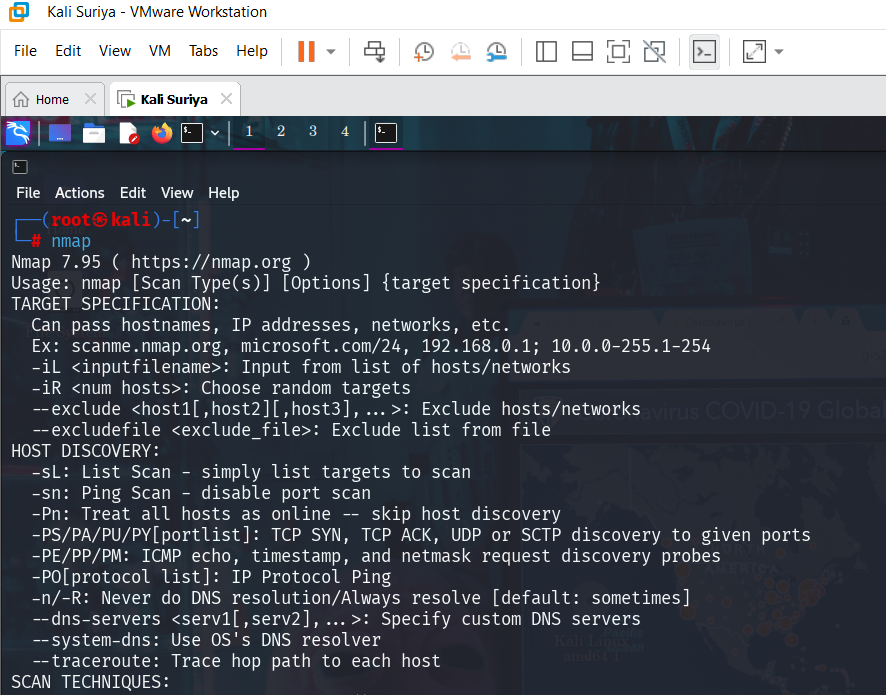 Kali Suriya - VMware Workstation
File Edit View VM Tabs Help
Home Kali Suriya
1 2 3 4
File Actions Edit View Help
(root㉿kali)-[~]
# nmap
Nmap 7.95 ( https://nmap.org )
Usage: nmap [Scan Type(s)] [Options] {target specification}
TARGET SPECIFICATION:
Can pass hostnames, IP addresses, networks, etc.
Ex: scanme.nmap.org, microsoft.com/24, 192.168.0.1; 10.0.0-255.1-254
-iL <inputfilename>: Input from list of hosts/networks
-iR <num hosts>: Choose random targets
--exclude <host1[,host2][,host3],...>: Exclude hosts/networks
--excludefile <exclude_file>: Exclude list from file
HOST DISCOVERY:
-sL: List Scan - simply list targets to scan
-sn: Ping Scan - disable port scan
-Pn: Treat all hosts as online -- skip host discovery
-PS/PA/PU/PY[portlist]: TCP SYN, TCP ACK, UDP or SCTP discovery to given ports
-PE/PP/PM: ICMP echo, timestamp, and netmask request discovery probes
-PO[protocol list]: IP Protocol Ping
-n/-R: Never do DNS resolution/Always resolve [default: sometimes]
--dns-servers <serv1[,serv2],...>: Specify custom DNS servers
--system-dns: Use OS's DNS resolver
--traceroute: Trace hop path to each host
SCAN TECHNIQUES:
COVID-19 Global
NORTH
AMERICA
Kali Linux
amd64 1